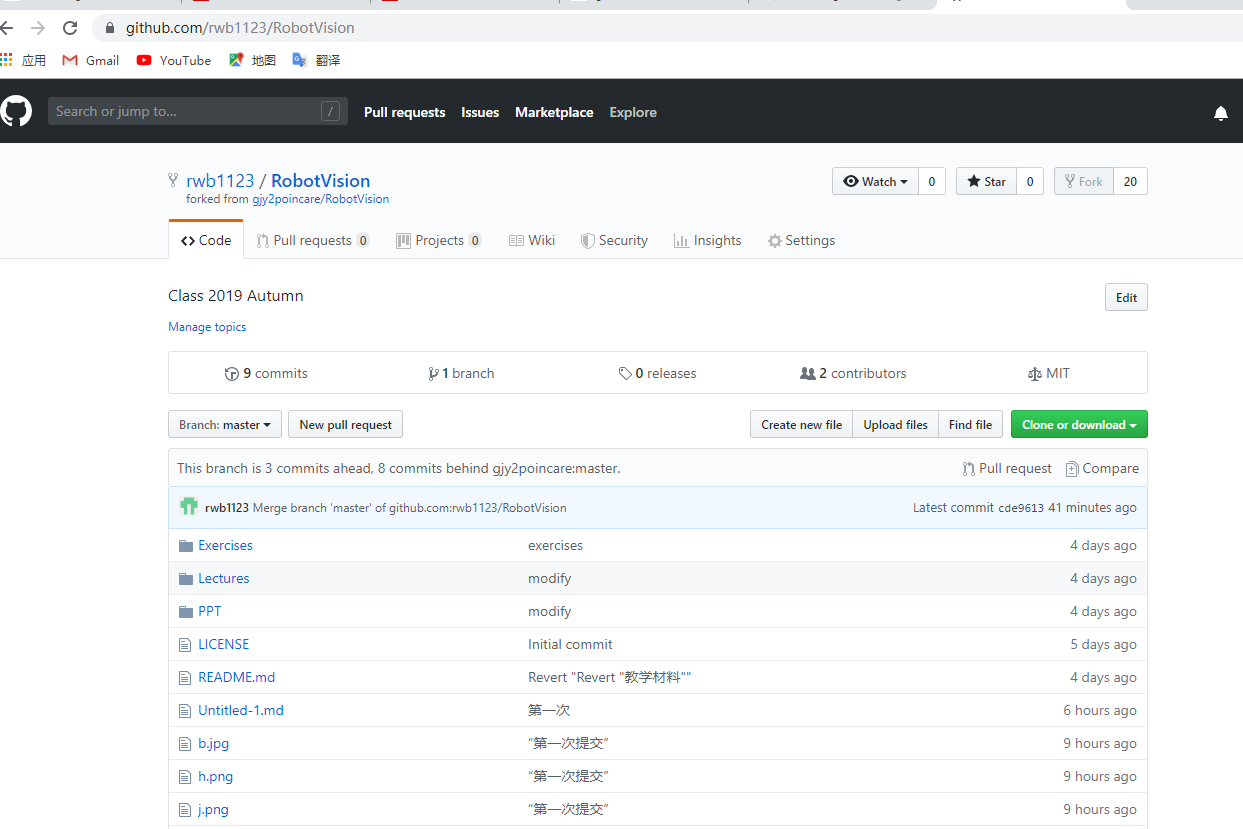 github.com/rwb1123/RobotVision
应用 Gmail YouTube 地图 翻译
Search or jump to... / Pull requests Issues Marketplace Explore
rwb1123 / RobotVision Watch 0 Star 0 Fork 20
forked from gjy2poincare/RobotVision
Code Pull requests 0 Projects 0 Wiki Security Insights Settings
Class 2019 Autumn Edit
Manage topics
9 commits 1 branch 0 releases 2 contributors MIT
Branch: master New pull request Create new file Upload files Find file Clone or download
This branch is 3 commits ahead, 8 commits behind gjy2poincare:master. Pull request Compare
rwb1123 Merge branch 'master' of github.com:rwb1123/RobotVision Latest commit cde9613 41 minutes ago
Exercises exercises 4 days ago
Lectures modify 4 days ago
PPT modify 4 days ago
LICENSE Initial commit 5 days ago
README.md Revert "Revert "教学材料"" 4 days ago
Untitled-1.md 第一次 6 hours ago
b.jpg “第一次提交” 9 hours ago
h.png “第一次提交” 9 hours ago
j.png “第一次提交” 9 hours ago